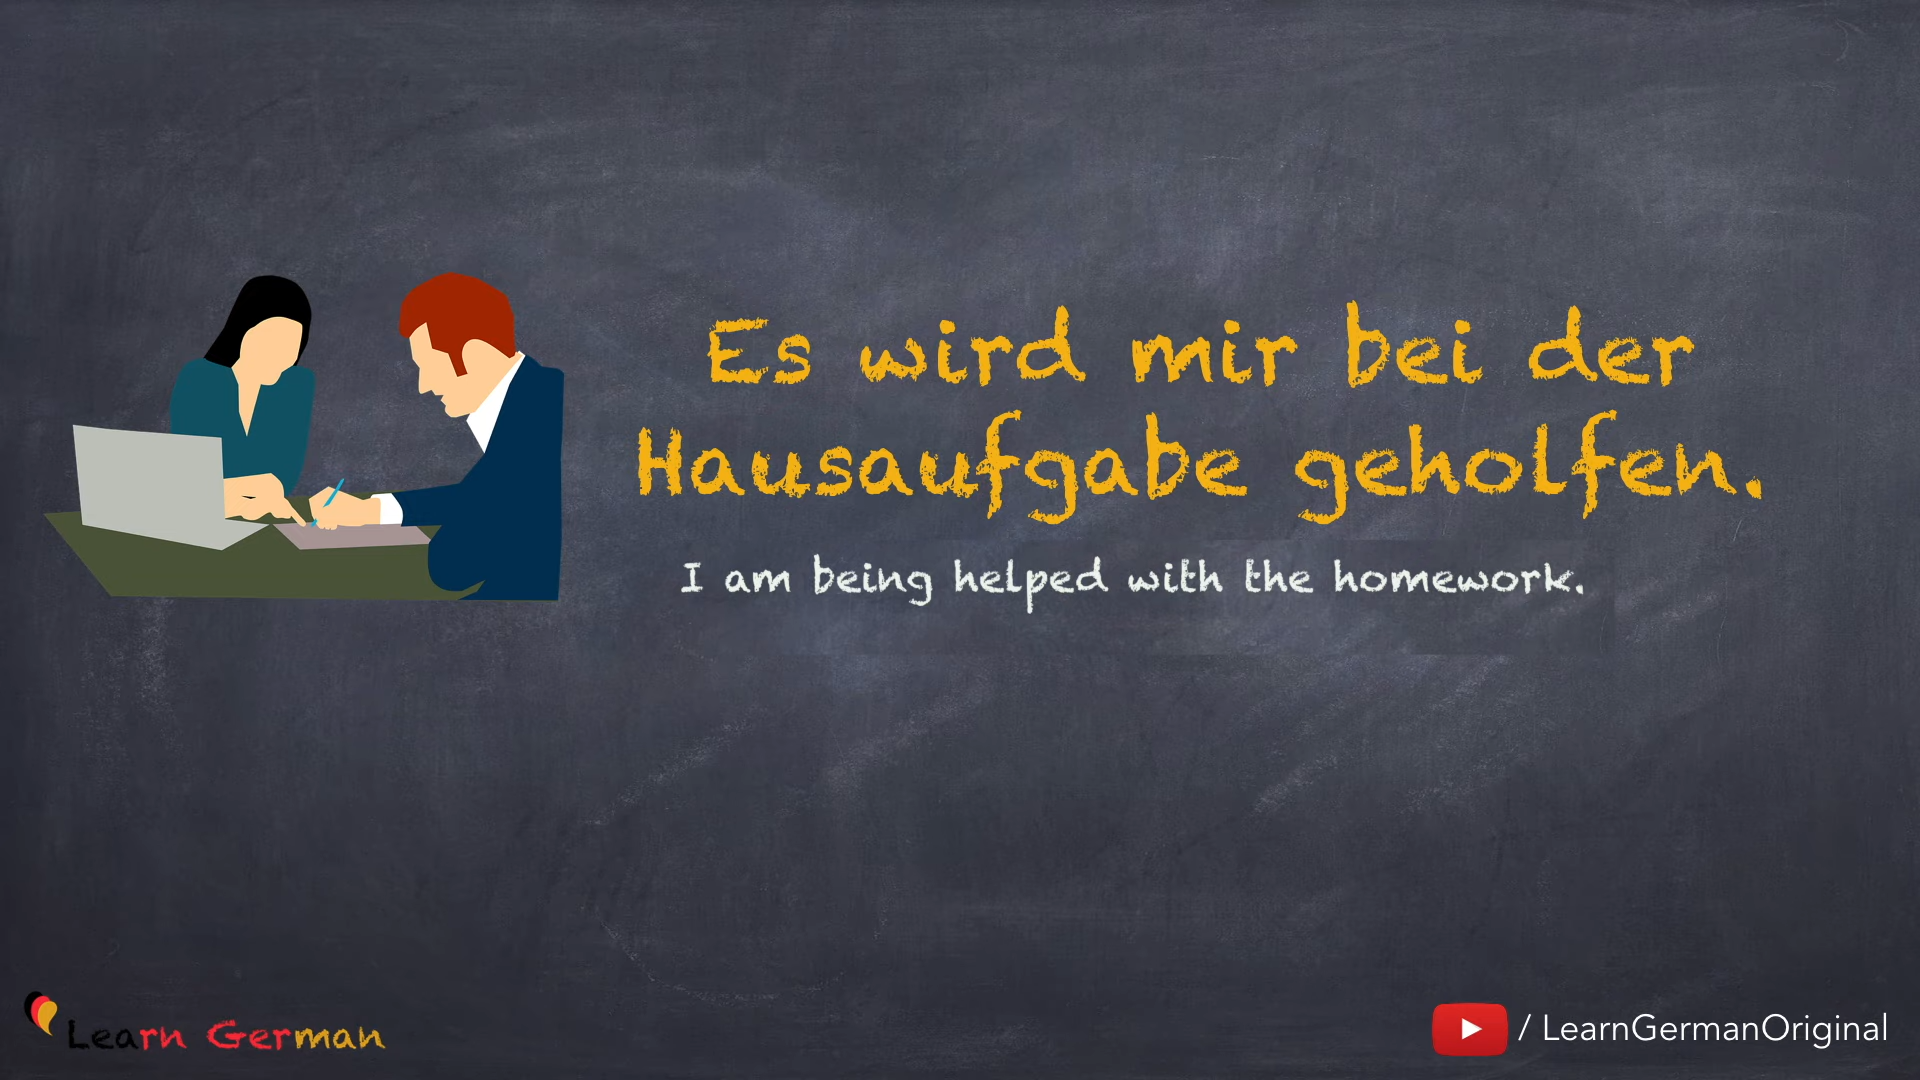 Es wird mir bei der
Hausaufgabe geholfen.
I am being helped with the homework.
Learn German
/ LearnGermanOriginal